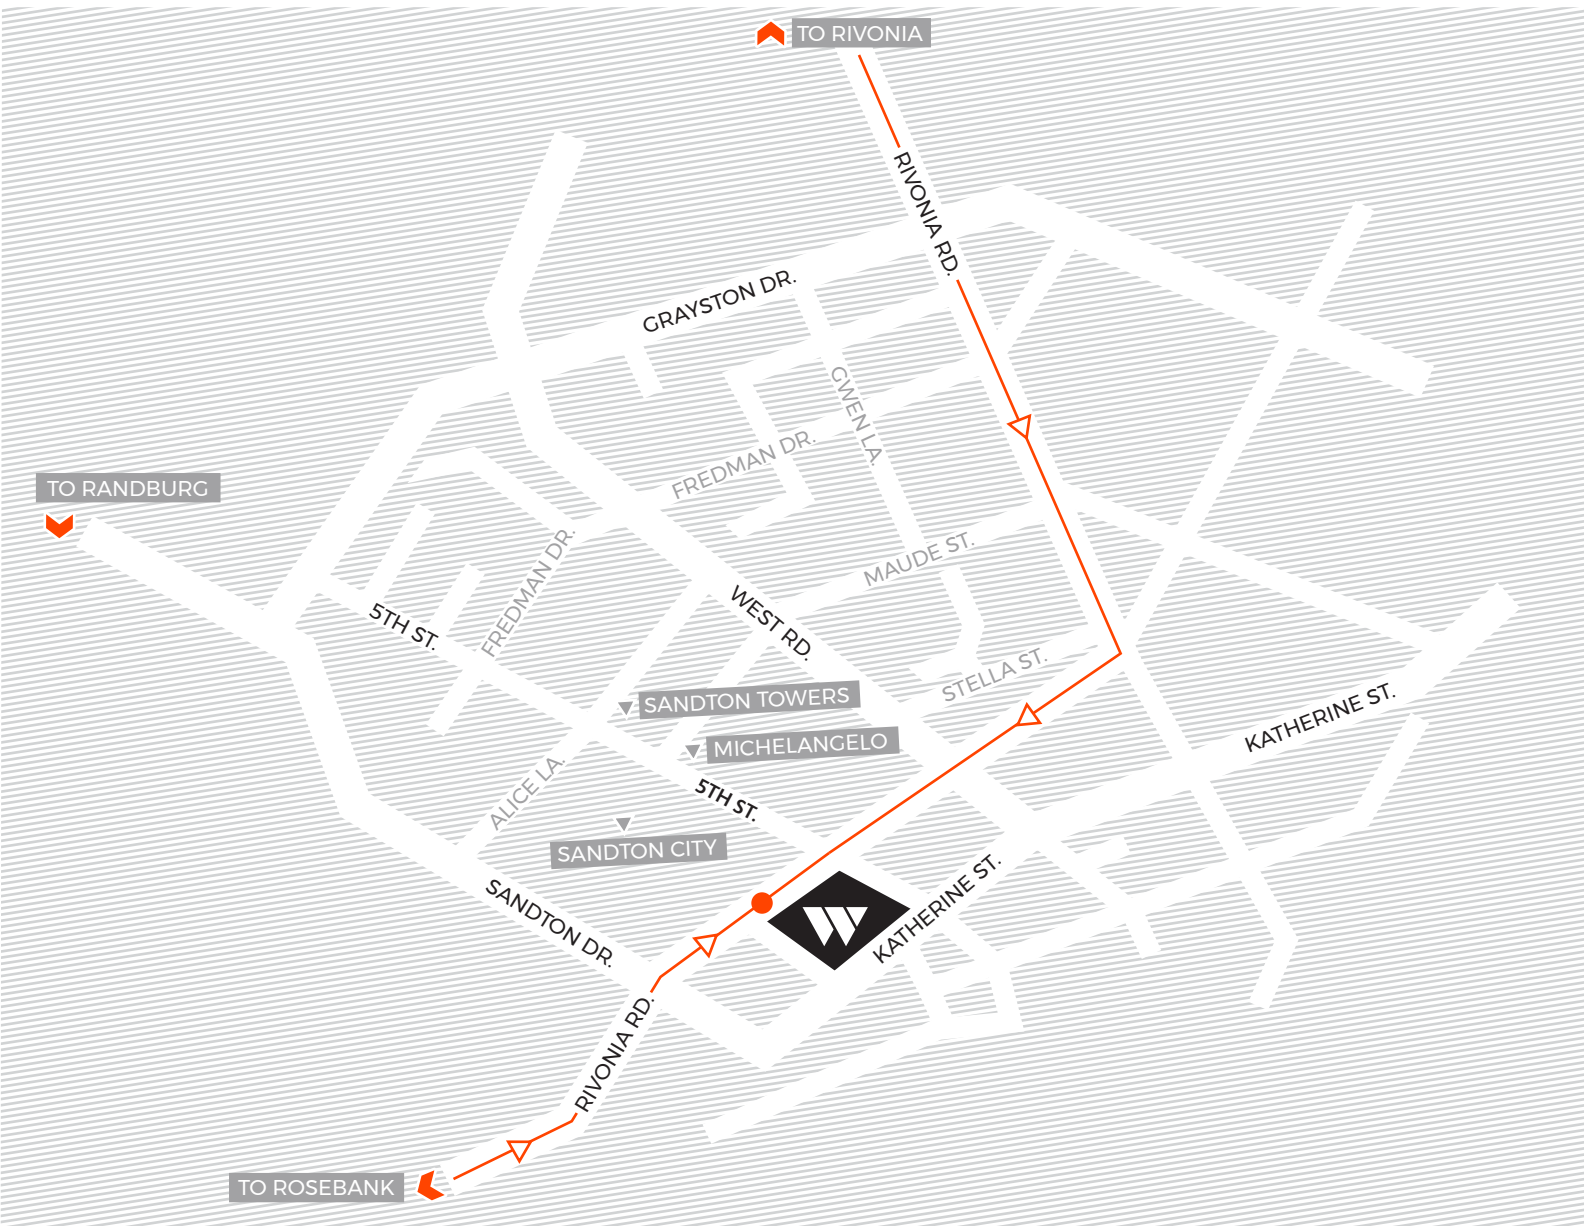 TO RIVONIA
RIVONIA RD.
GRAYSTON DR.
GWEN LA.
FREDMAN DR.
TO RANDBURG
FREDMAN DR.
MAUDE ST.
5TH ST.
WEST RD.
STELLA ST.
SANDTON TOWERS
KATHERINE ST.
MICHELANGELO
ALICE LA.
5TH ST.
SANDTON CITY
SANDTON DR.
KATHERINE ST.
RIVONIA RD.
TO ROSEBANK